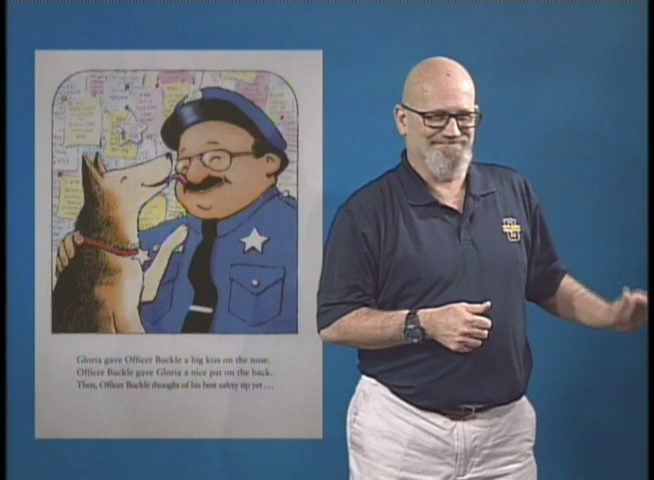 Gloria gave Officer Buckle a big kiss on the nose.
Officer Buckle gave Gloria a nice pat on the back.
Then, Officer Buckle thought of his best safety tip yet . . .